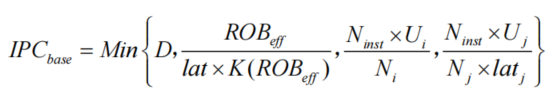 IPC_base = Min{D, ROB_eff / (lat × K(ROB_eff)), (N_inst × U_i) / N_i, (N_inst × U_j) / (N_j × lat_j)}